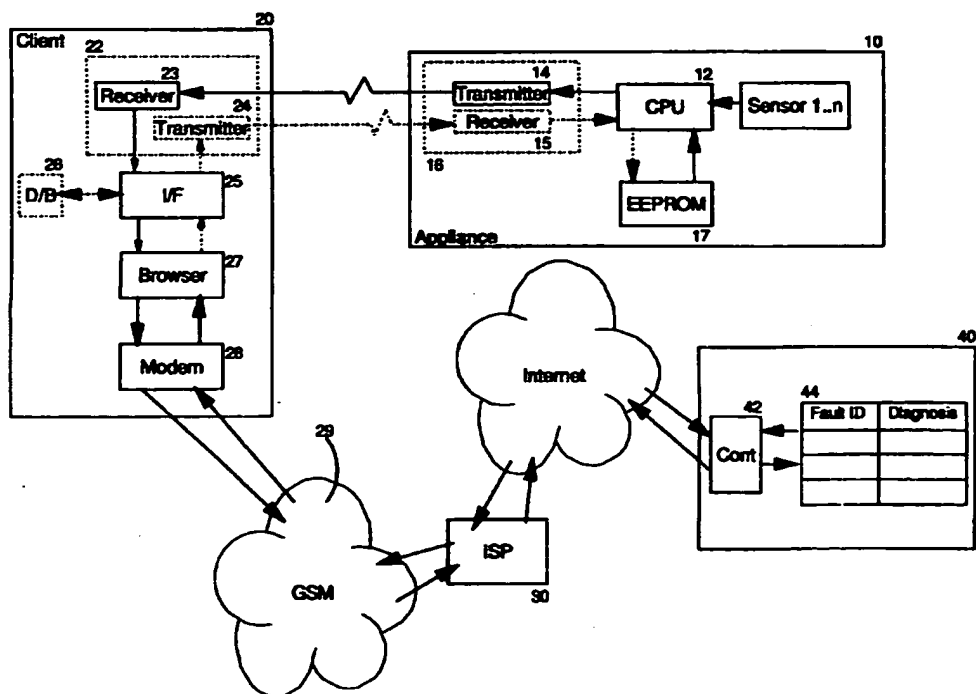 20
Client
22
23
Receiver
24
Transmitter
26
D/B
25
I/F
27
Browser
28
Modem
10
14
Transmitter
Receiver
15
16
12
CPU
Sensor 1..n
EEPROM
17
Appliance
Internet
29
GSM
ISP
30
40
42
Cont
44
Fault ID Diagnosis